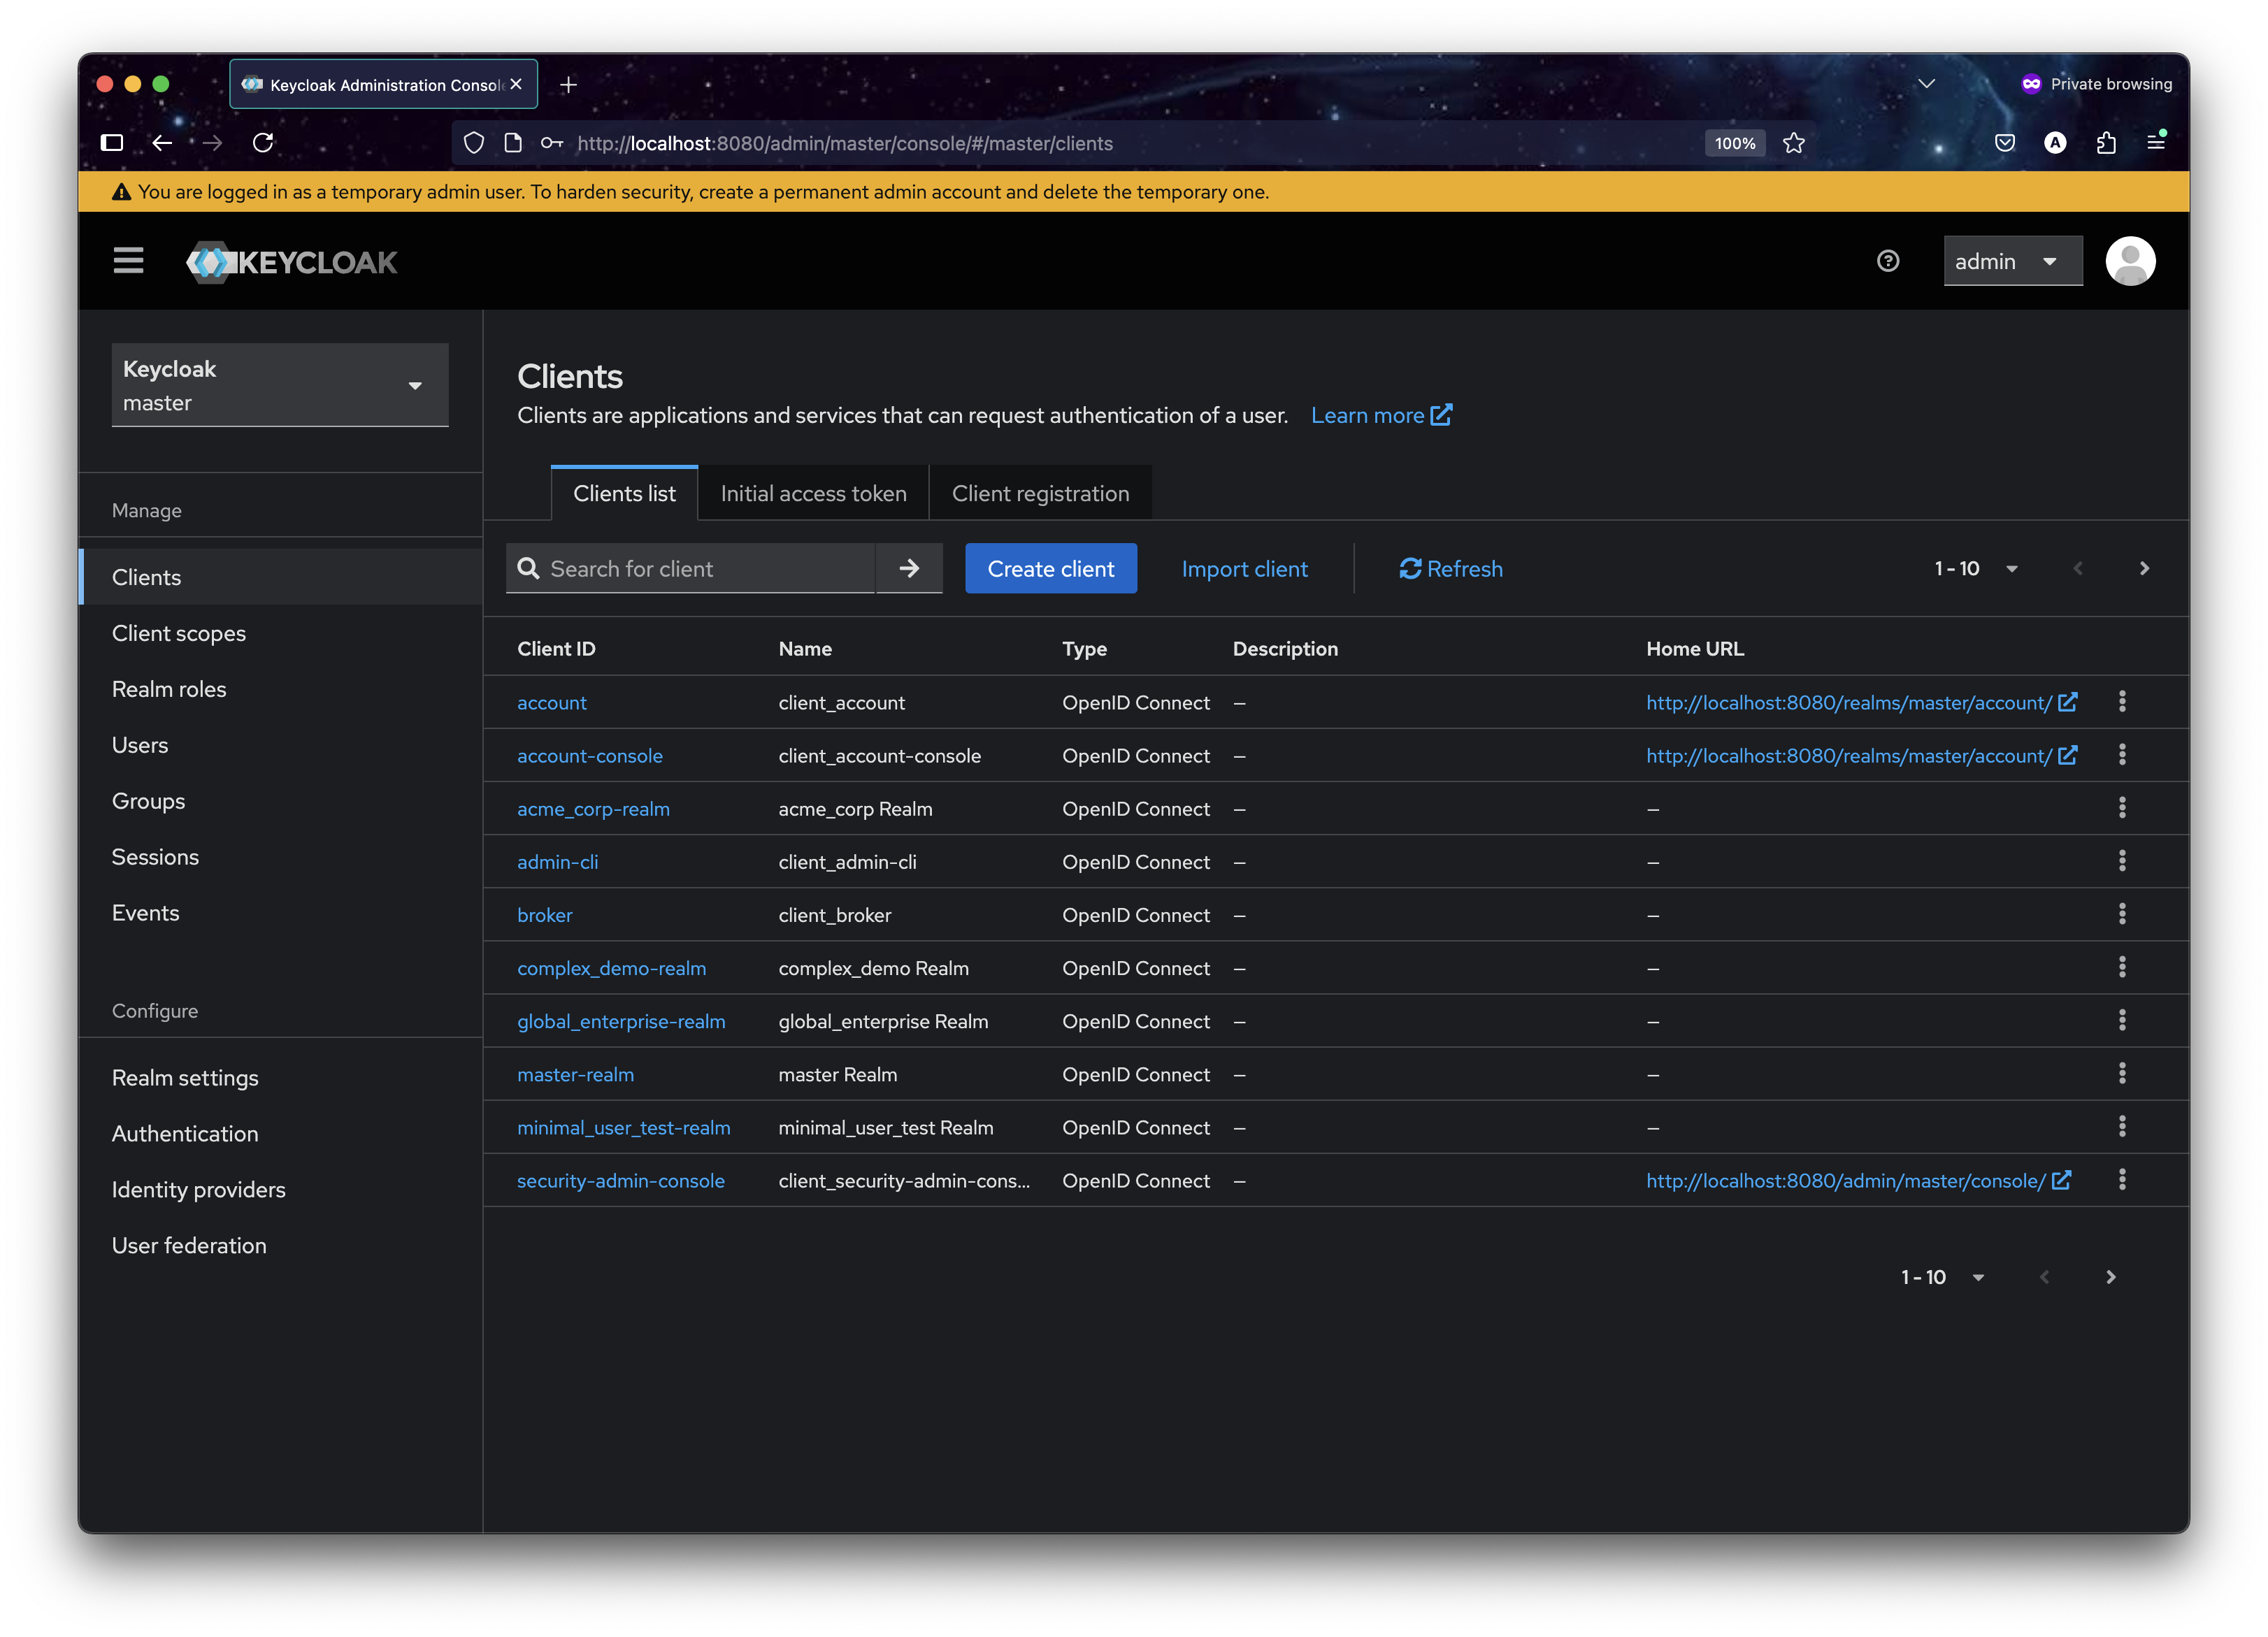 Keycloak Administration Consol
Private browsing
http://localhost:8080/admin/master/console/#/master/clients
100%
A
You are logged in as a temporary admin user. To harden security, create a permanent admin account and delete the temporary one.
KEYCLOAK
admin
Keycloak
master
Manage
Clients
Client scopes
Realm roles
Users
Groups
Sessions
Events
Configure
Realm settings
Authentication
Identity providers
User federation
Clients
Clients are applications and services that can request authentication of a user. Learn more
Clients list Initial access token Client registration
Search for client Create client Import client Refresh 1 - 10
Client ID Name Type Description Home URL
account client_account OpenID Connect – http://localhost:8080/realms/master/account/
account-console client_account-console OpenID Connect – http://localhost:8080/realms/master/account/
acme_corp-realm acme_corp Realm OpenID Connect – –
admin-cli client_admin-cli OpenID Connect – –
broker client_broker OpenID Connect – –
complex_demo-realm complex_demo Realm OpenID Connect – –
global_enterprise-realm global_enterprise Realm OpenID Connect – –
master-realm master Realm OpenID Connect – –
minimal_user_test-realm minimal_user_test Realm OpenID Connect – –
security-admin-console client_security-admin-cons... OpenID Connect – http://localhost:8080/admin/master/console/
1 - 10